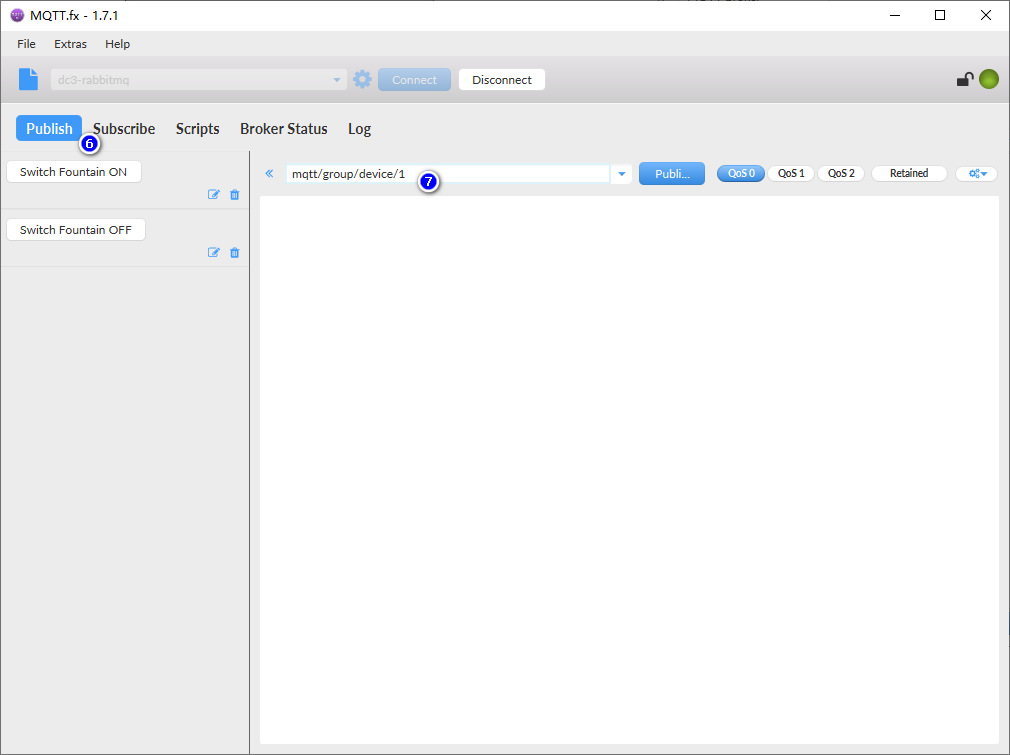 MQTT.fx - 1.7.1
File Extras Help
dc3-rabbitmq Connect Disconnect
Publish Subscribe Scripts Broker Status Log
6
Switch Fountain ON
« mqtt/group/device/1 7 Publi... QoS 0 QoS 1 QoS 2 Retained
Switch Fountain OFF